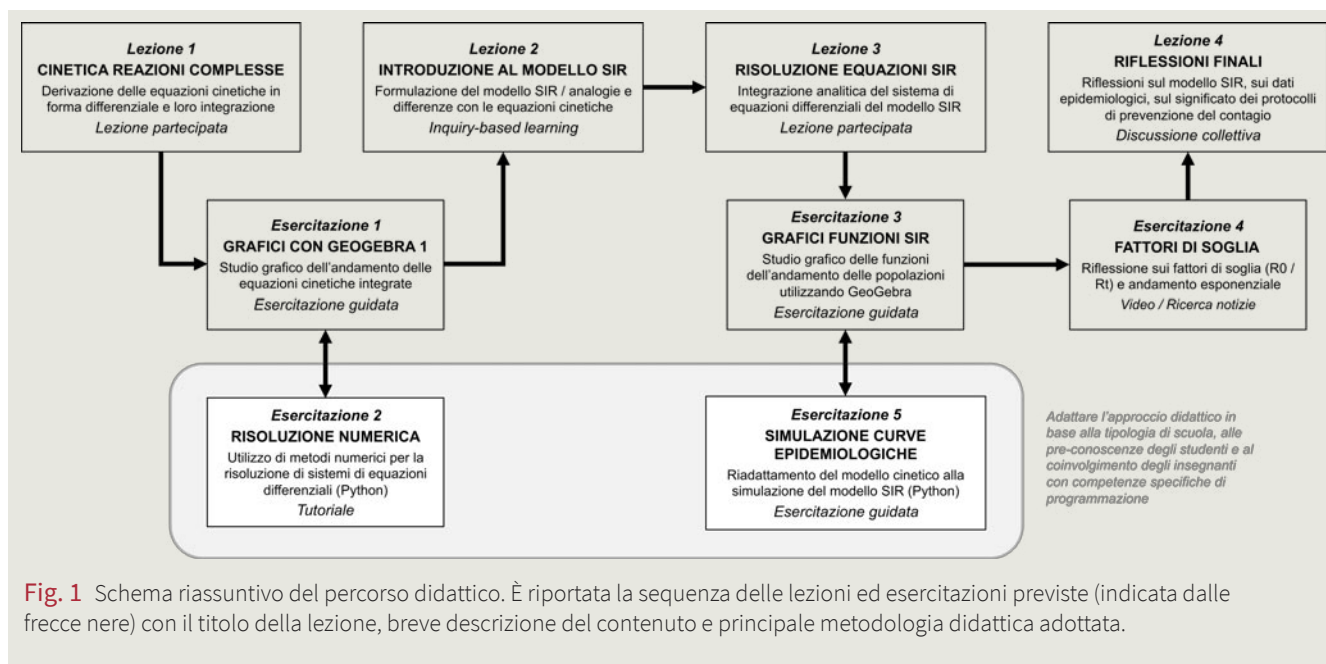 Lezione 1
CINETICA REAZIONI COMPLESSE
Derivazione delle equazioni cinetiche in
forma differenziale e loro integrazione
Lezione partecipata
Lezione 2
INTRODUZIONE AL MODELLO SIR
Formulazione del modello SIR / analogie e
differenze con le equazioni cinetiche
Inquiry-based learning
Lezione 3
RISOLUZIONE EQUAZIONI SIR
Integrazione analitica del sistema di
equazioni differenziali del modello SIR
Lezione partecipata
Lezione 4
RIFLESSIONI FINALI
Riflessioni sul modello SIR, sui dati
epidemiologici, sul significato dei protocolli
di prevenzione del contagio
Discussione collettiva
Esercitazione 1
GRAFICI CON GEOGEBRA 1
Studio grafico dell'andamento delle
equazioni cinetiche integrate
Esercitazione guidata
Esercitazione 3
GRAFICI FUNZIONI SIR
Studio grafico delle funzioni
dell'andamento delle popolazioni
utilizzando GeoGebra
Esercitazione guidata
Esercitazione 4
FATTORI DI SOGLIA
Riflessione sui fattori di soglia (R0 /
Rt) e andamento esponenziale
Video / Ricerca notizie
Esercitazione 2
RISOLUZIONE NUMERICA
Utilizzo di metodi numerici per la
risoluzione di sistemi di equazioni
differenziali (Python)
Tutoriale
Esercitazione 5
SIMULAZIONE CURVE
EPIDEMIOLOGICHE
Riadattamento del modello cinetico alla
simulazione del modello SIR (Python)
Esercitazione guidata
Adattare l'approccio didattico in
base alla tipologia di scuola, alle
pre-conoscenze degli studenti e al
coinvolgimento degli insegnanti
con competenze specifiche di
programmazione
Fig. 1 Schema riassuntivo del percorso didattico. È riportata la sequenza delle lezioni ed esercitazioni previste (indicata dalle
frecce nere) con il titolo della lezione, breve descrizione del contenuto e principale metodologia didattica adottata.